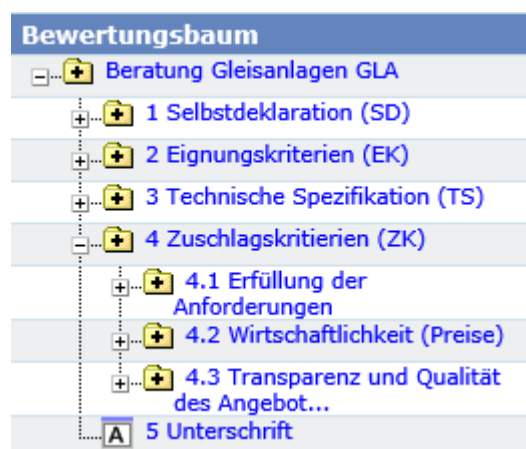 Bewertungsbaum
Beratung Gleisanlagen GLA
1 Selbstdeklaration (SD)
2 Eignungskriterien (EK)
3 Technische Spezifikation (TS)
4 Zuschlagskritierien (ZK)
4.1 Erfüllung der
Anforderungen
4.2 Wirtschaftlichkeit (Preise)
4.3 Transparenz und Qualität
des Angebot...
A 5 Unterschrift